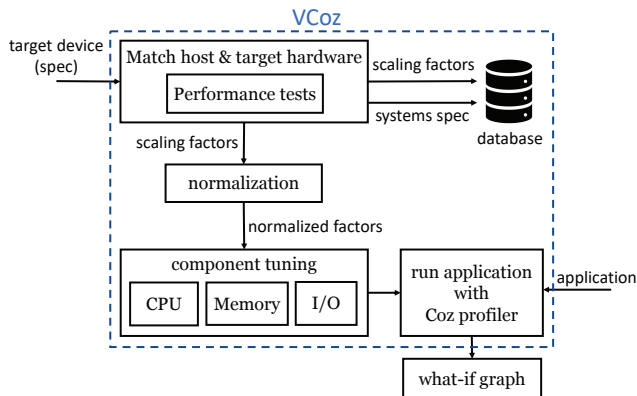 VCoz
target device
(spec)
Match host & target hardware
Performance tests
scaling factors
systems spec
database
scaling factors
normalization
normalized factors
component tuning
CPU
Memory
I/O
run application
with
Coz profiler
application
what-if graph